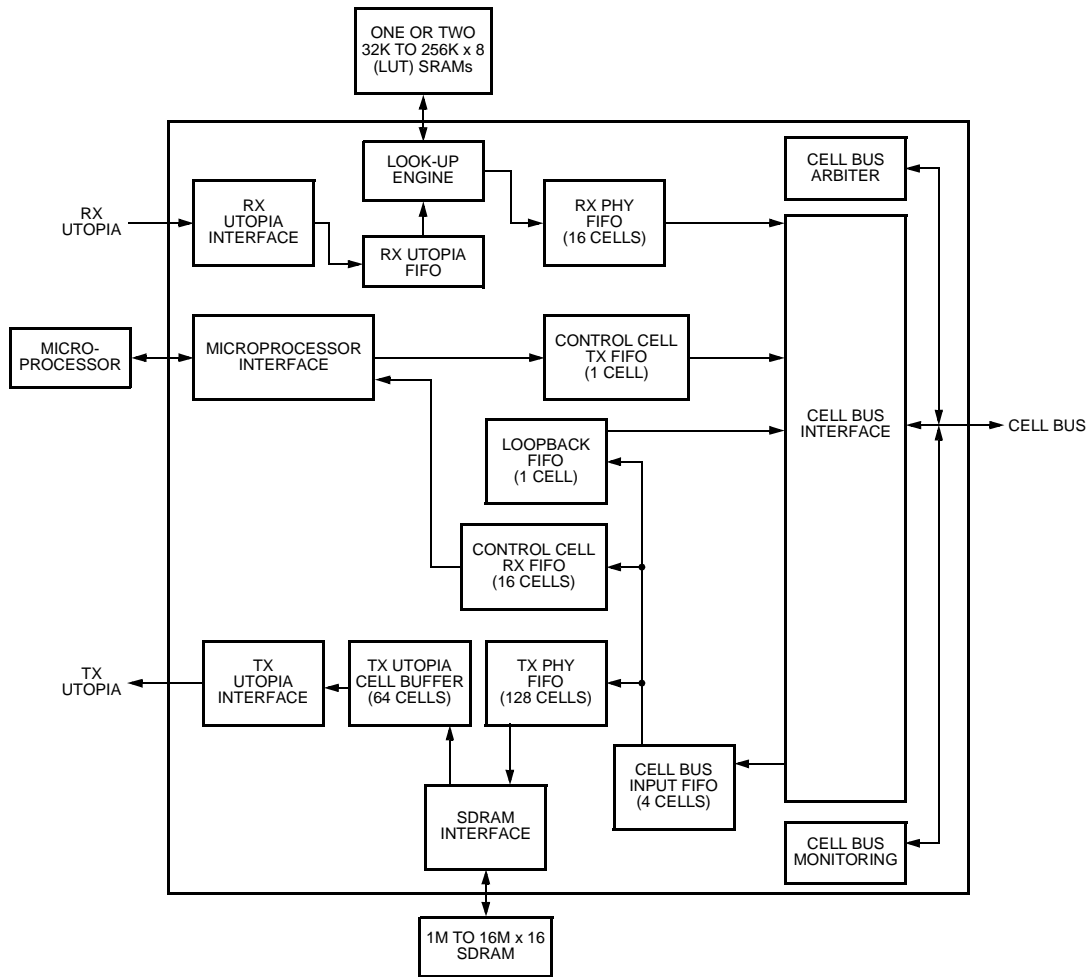 ONE OR TWO
32K TO 256K x 8
(LUT) SRAMs
LOOK-UP
ENGINE
CELL BUS
ARBITER
RX
UTOPIA
RX
UTOPIA
INTERFACE
RX UTOPIA
FIFO
RX PHY
FIFO
(16 CELLS)
MICRO-
PROCESSOR
MICROPROCESSOR
INTERFACE
CONTROL CELL
TX FIFO
(1 CELL)
CELL BUS
INTERFACE
CELL BUS
LOOPBACK
FIFO
(1 CELL)
CONTROL CELL
RX FIFO
(16 CELLS)
TX
UTOPIA
TX
UTOPIA
INTERFACE
TX UTOPIA
CELL BUFFER
(64 CELLS)
TX PHY
FIFO
(128 CELLS)
CELL BUS
INPUT FIFO
(4 CELLS)
SDRAM
INTERFACE
CELL BUS
MONITORING
1M TO 16M x 16
SDRAM